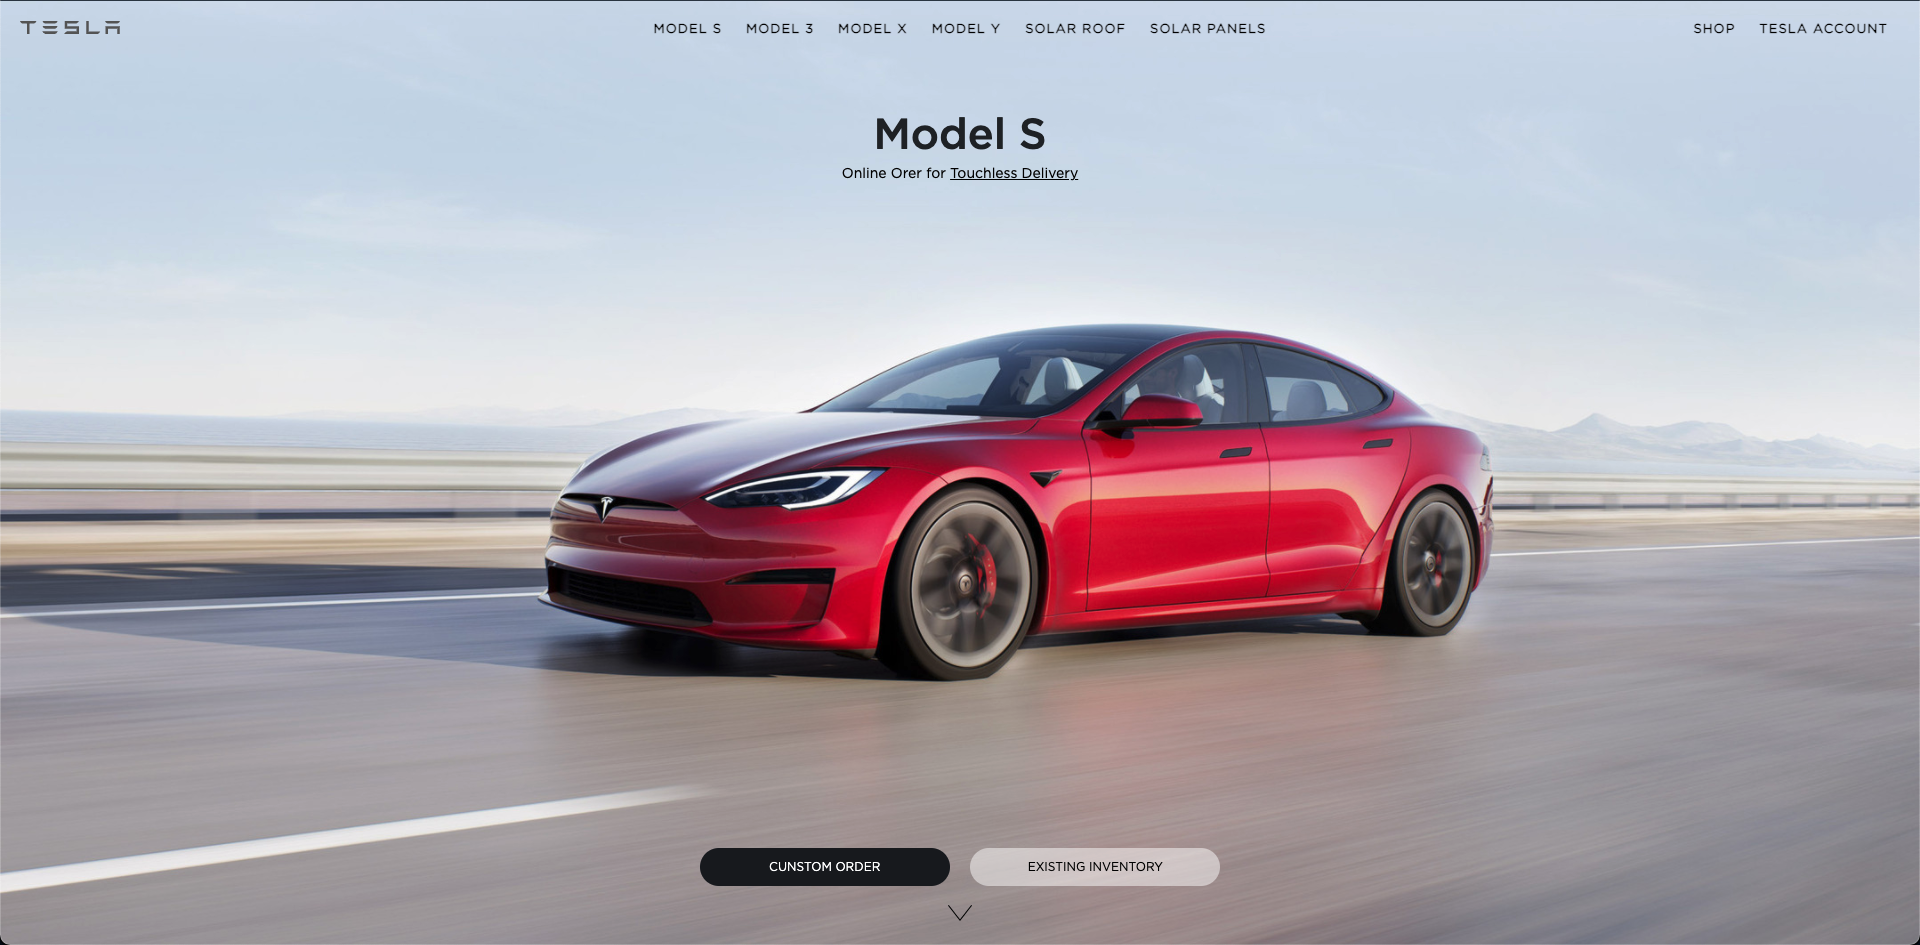 TESLA MODEL S MODEL 3 MODEL X MODEL Y SOLAR ROOF SOLAR PANELS SHOP TESLA ACCOUNT
Model S
Online Orer for Touchless Delivery
CUNSTOM ORDER EXISTING INVENTORY